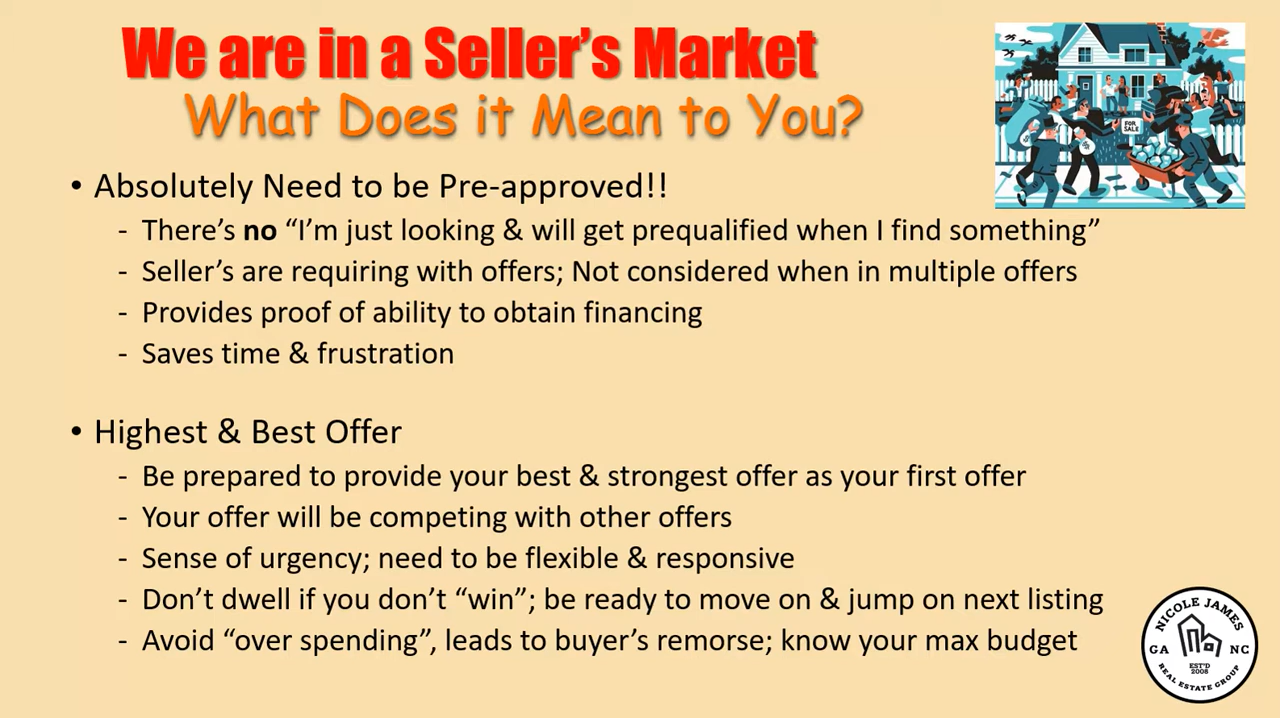 We are in a Seller's Market
What Does it Mean to You?
FOR SALE
• Absolutely Need to be Pre-approved!!
- There's no “I'm just looking & will get prequalified when I find something”
- Seller's are requiring with offers; Not considered when in multiple offers
- Provides proof of ability to obtain financing
- Saves time & frustration
• Highest & Best Offer
- Be prepared to provide your best & strongest offer as your first offer
- Your offer will be competing with other offers
- Sense of urgency; need to be flexible & responsive
- Don't dwell if you don't “win”; be ready to move on & jump on next listing
- Avoid “over spending”, leads to buyer's remorse; know your max budget
NICOLE JAMES
GA NC
EST'D
2008
REAL ESTATE GROUP